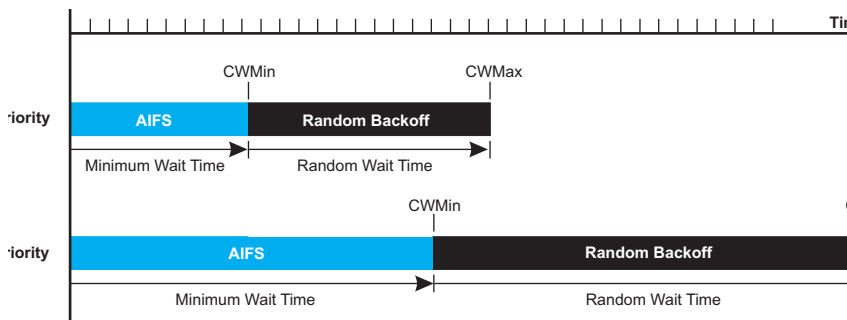 Tir
CWMin CWMax
riority AIFS Random Backoff
Minimum Wait Time Random Wait Time
CWMin
riority AIFS Random Backoff
Minimum Wait Time Random Wait Time